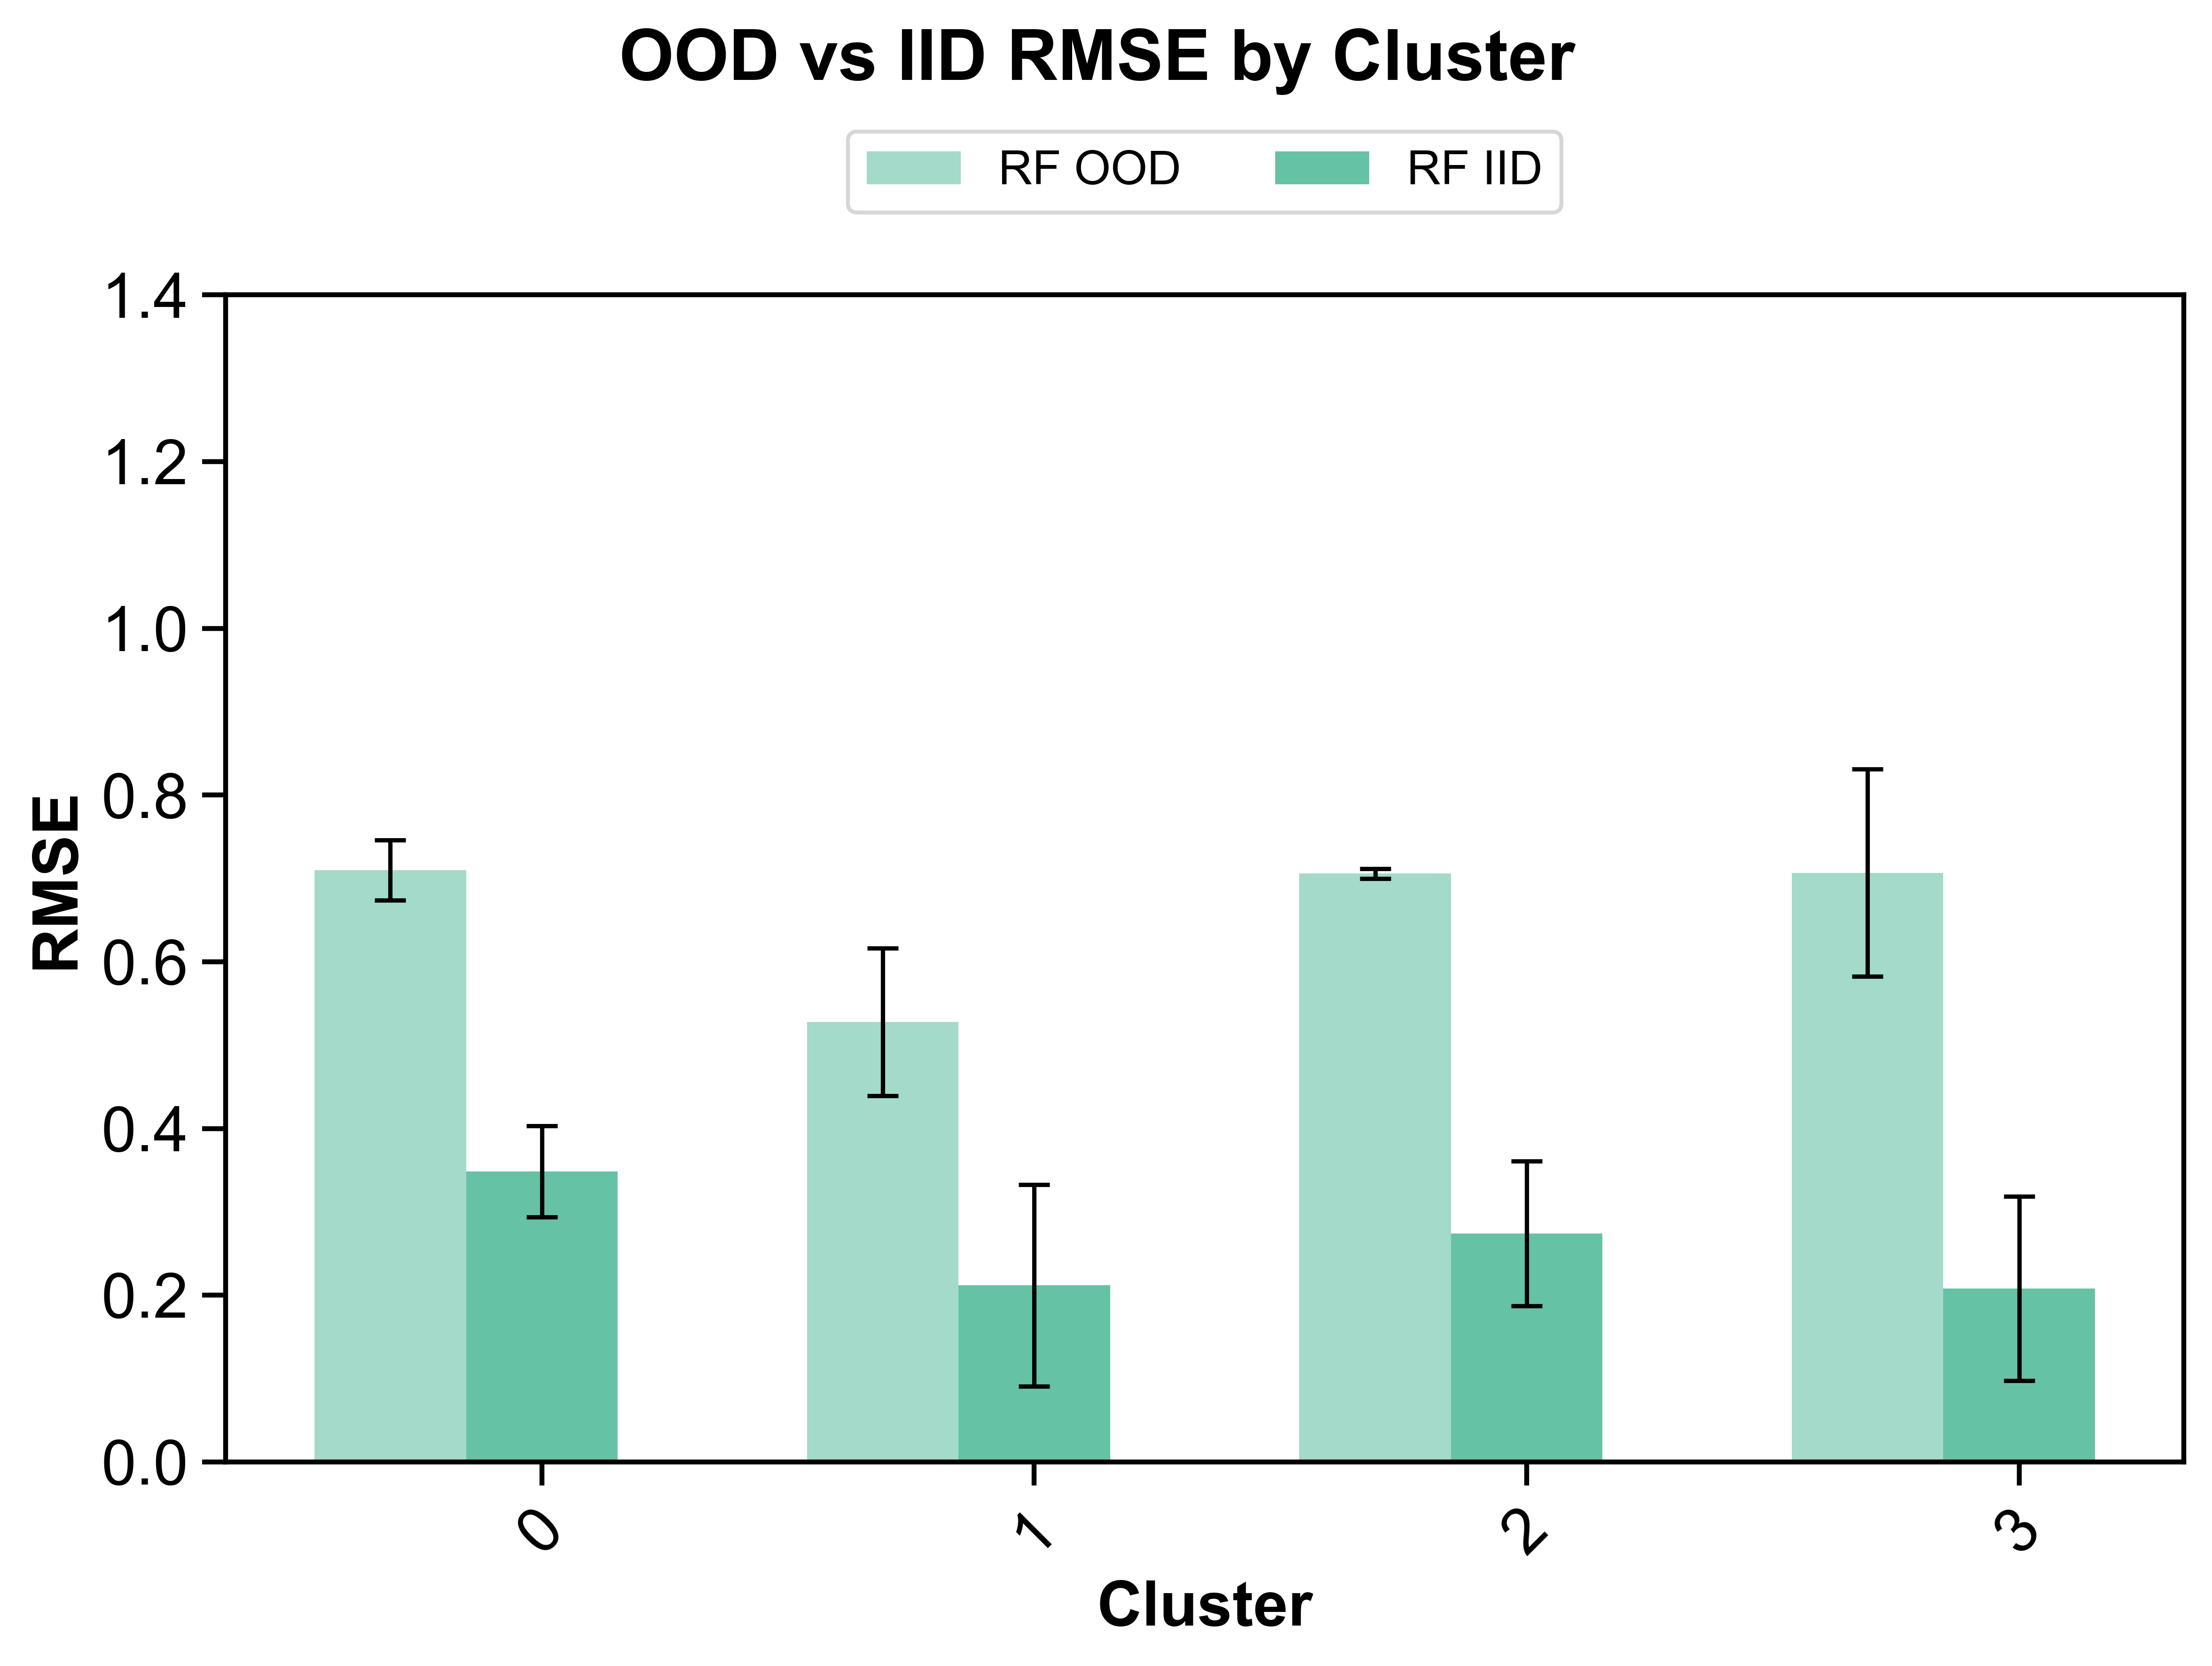 OOD vs IID RMSE by Cluster
RF OOD RF IID
1.4
1.2
1.0
0.8
0.6
0.4
0.2
0.0
RMSE
0 1 2 3
Cluster